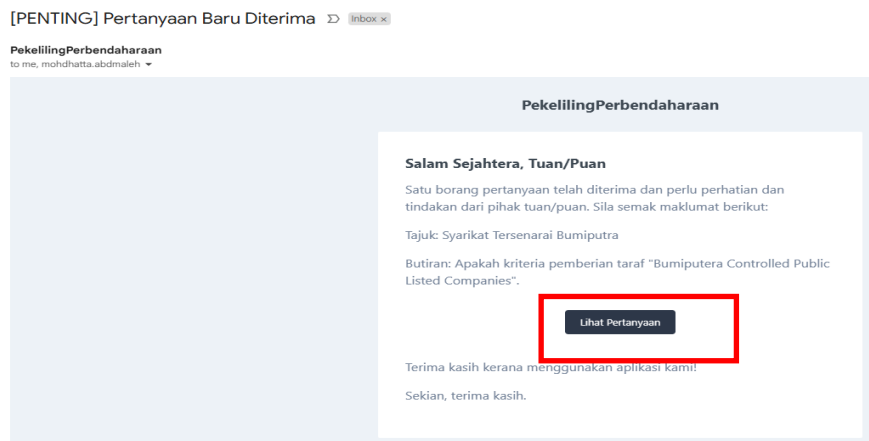 [PENTING] Pertanyaan Baru Diterima Inbox ×
PekelilingPerbendaharaan
to me, mohdhatta.abdmaleh
PekelilingPerbendaharaan
Salam Sejahtera, Tuan/Puan
Satu borang pertanyaan telah diterima dan perlu perhatian dan
tindakan dari pihak tuan/puan. Sila semak maklumat berikut:
Tajuk: Syarikat Tersenarai Bumiputra
Butiran: Apakah kriteria pemberian taraf "Bumiputera Controlled Public
Listed Companies".
Lihat Pertanyaan
Terima kasih kerana menggunakan aplikasi kami!
Sekian, terima kasih.